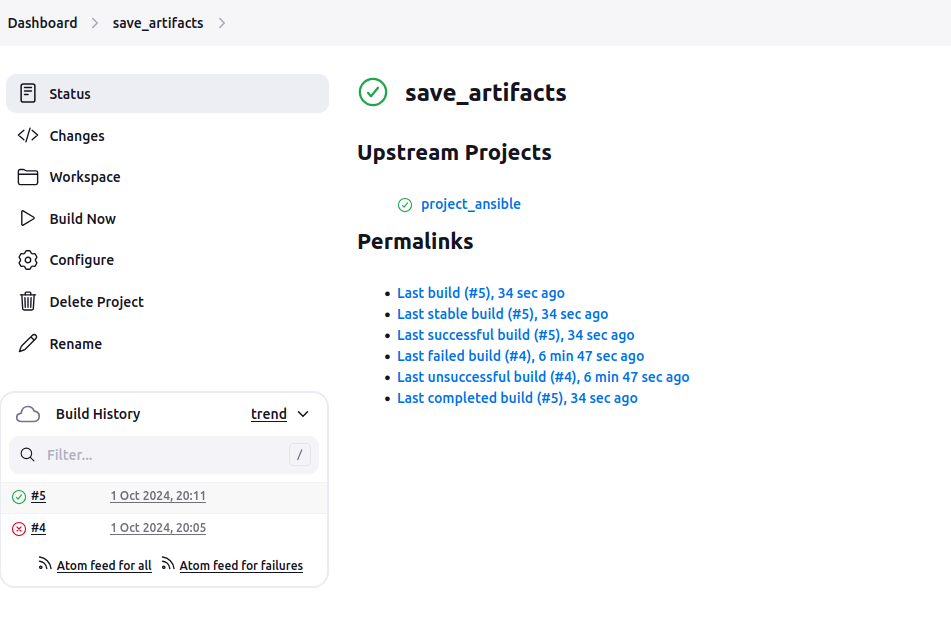 Dashboard > save_artifacts >
Status
Changes
Workspace
Build Now
Configure
Delete Project
Rename
Build History trend
Filter... /
#5 1 Oct 2024, 20:11
#4 1 Oct 2024, 20:05
Atom feed for all Atom feed for failures
save_artifacts
Upstream Projects
project_ansible
Permalinks
• Last build (#5), 34 sec ago
• Last stable build (#5), 34 sec ago
• Last successful build (#5), 34 sec ago
• Last failed build (#4), 6 min 47 sec ago
• Last unsuccessful build (#4), 6 min 47 sec ago
• Last completed build (#5), 34 sec ago